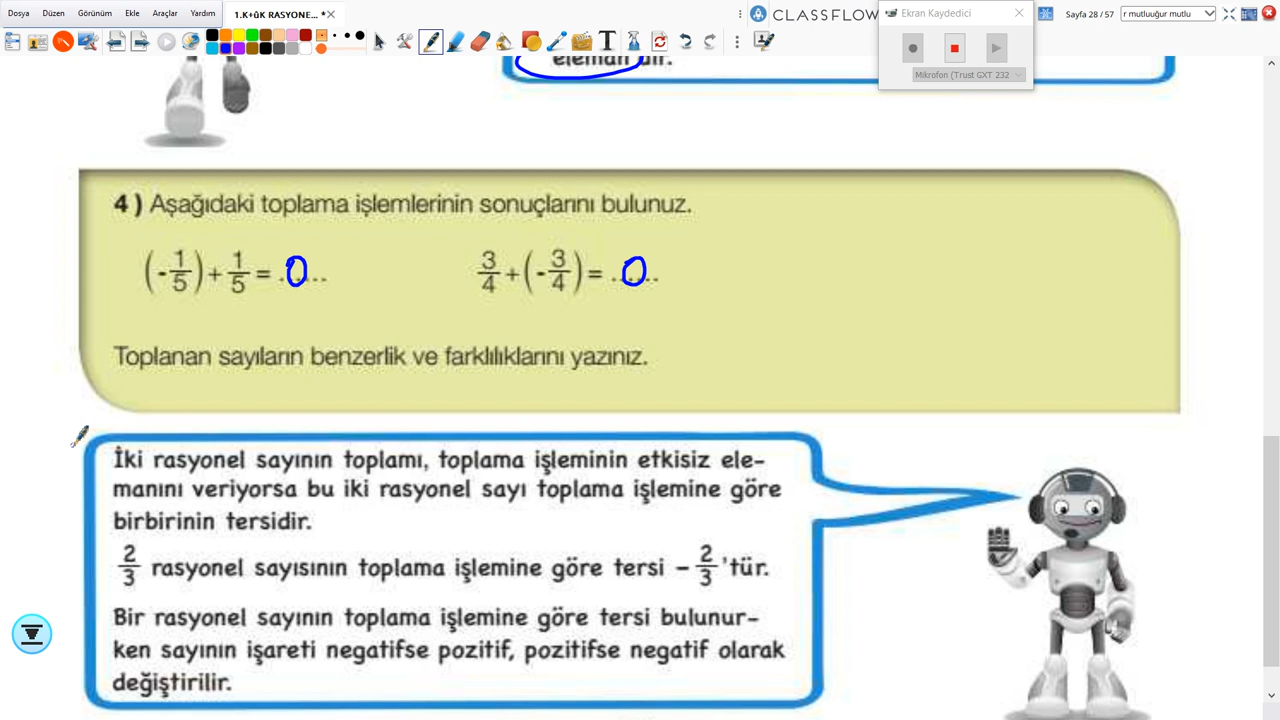 Dosya Düzen Görünüm Ekle Araçlar Yardım 1.K+ûK RASYONE... *
CLASSFLOW
Ekran Kaydedici
Sayfa 28 / 57
r mutluuğur mutlu
Mikrofon (Trust GXT 232
eleman'dır.
4 ) Aşağıdaki toplama işlemlerinin sonuçlarını bulunuz.
(-1/5) + 1/5 = ..0...
3/4 + (-3/4) = ..0...
Toplanan sayıların benzerlik ve farklılıklarını yazınız.
İki rasyonel sayının toplamı, toplama işleminin etkisiz ele-
manını veriyorsa bu iki rasyonel sayı toplama işlemine göre
birbirinin tersidir.
2/3 rasyonel sayısının toplama işlemine göre tersi - 2/3 'tür.
Bir rasyonel sayının toplama işlemine göre tersi bulunur-
ken sayının işareti negatifse pozitif, pozitifse negatif olarak
değiştirilir.